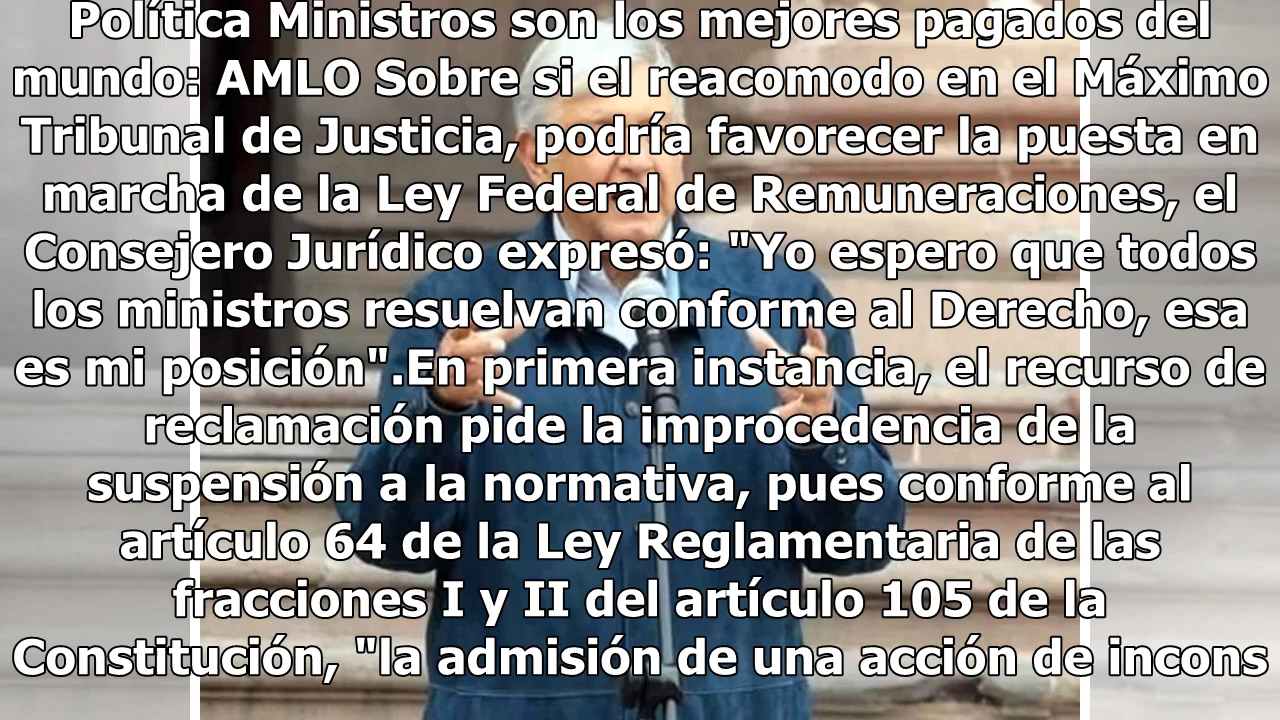 Política Ministros son los mejores pagados del
mundo: AMLO Sobre si el reacomodo en el Máximo
Tribunal de Justicia, podría favorecer la puesta en
marcha de la Ley Federal de Remuneraciones, el
Consejero Jurídico expresó: "Yo espero que todos
los ministros resuelvan conforme al Derecho, esa
es mi posición".En primera instancia, el recurso de
reclamación pide la improcedencia de la
suspensión a la normativa, pues conforme al
artículo 64 de la Ley Reglamentaria de las
fracciones I y II del artículo 105 de la
Constitución, "la admisión de una acción de incons